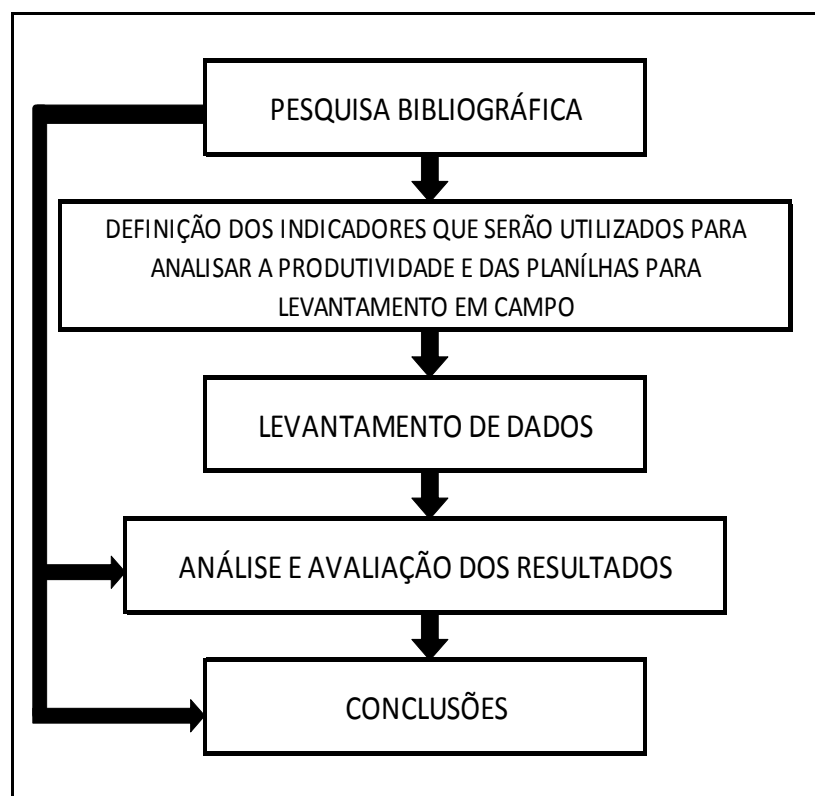 PESQUISA BIBLIOGRÁFICA
DEFINIÇÃO DOS INDICADORES QUE SERÃO UTILIZADOS PARA
ANALISAR A PRODUTIVIDADE E DAS PLANÍLHAS PARA
LEVANTAMENTO EM CAMPO
LEVANTAMENTO DE DADOS
ANÁLISE E AVALIAÇÃO DOS RESULTADOS
CONCLUSÕES